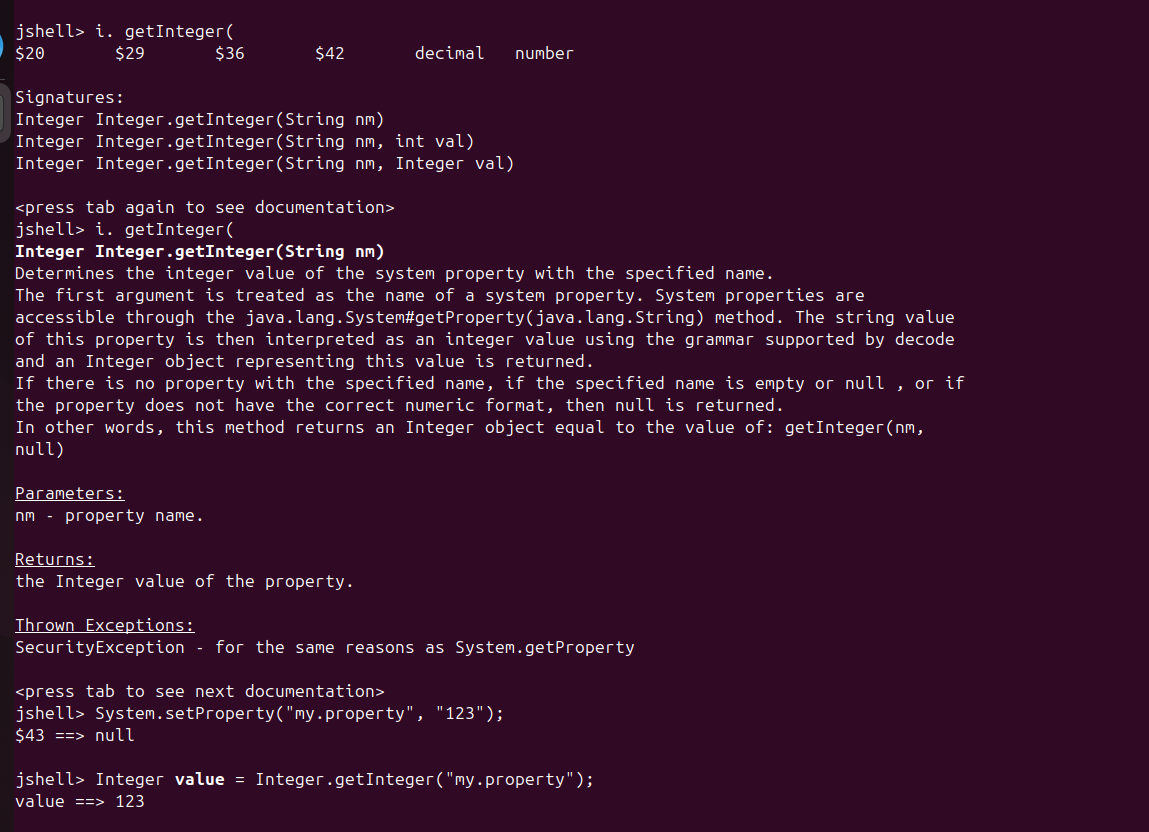 jshell> i. getInteger(
$20       $29       $36       $42       decimal   number
Signatures:
Integer Integer.getInteger(String nm)
Integer Integer.getInteger(String nm, int val)
Integer Integer.getInteger(String nm, Integer val)
<press tab again to see documentation>
jshell> i. getInteger(
Integer Integer.getInteger(String nm)
Determines the integer value of the system property with the specified name.
The first argument is treated as the name of a system property. System properties are
accessible through the java.lang.System#getProperty(java.lang.String) method. The string value
of this property is then interpreted as an integer value using the grammar supported by decode
and an Integer object representing this value is returned.
If there is no property with the specified name, if the specified name is empty or null , or if
the property does not have the correct numeric format, then null is returned.
In other words, this method returns an Integer object equal to the value of: getInteger(nm,
null)
Parameters:
nm - property name.
Returns:
the Integer value of the property.
Thrown Exceptions:
SecurityException - for the same reasons as System.getProperty
<press tab to see next documentation>
jshell> System.setProperty("my.property", "123");
$43 ==> null
jshell> Integer value = Integer.getInteger("my.property");
value ==> 123